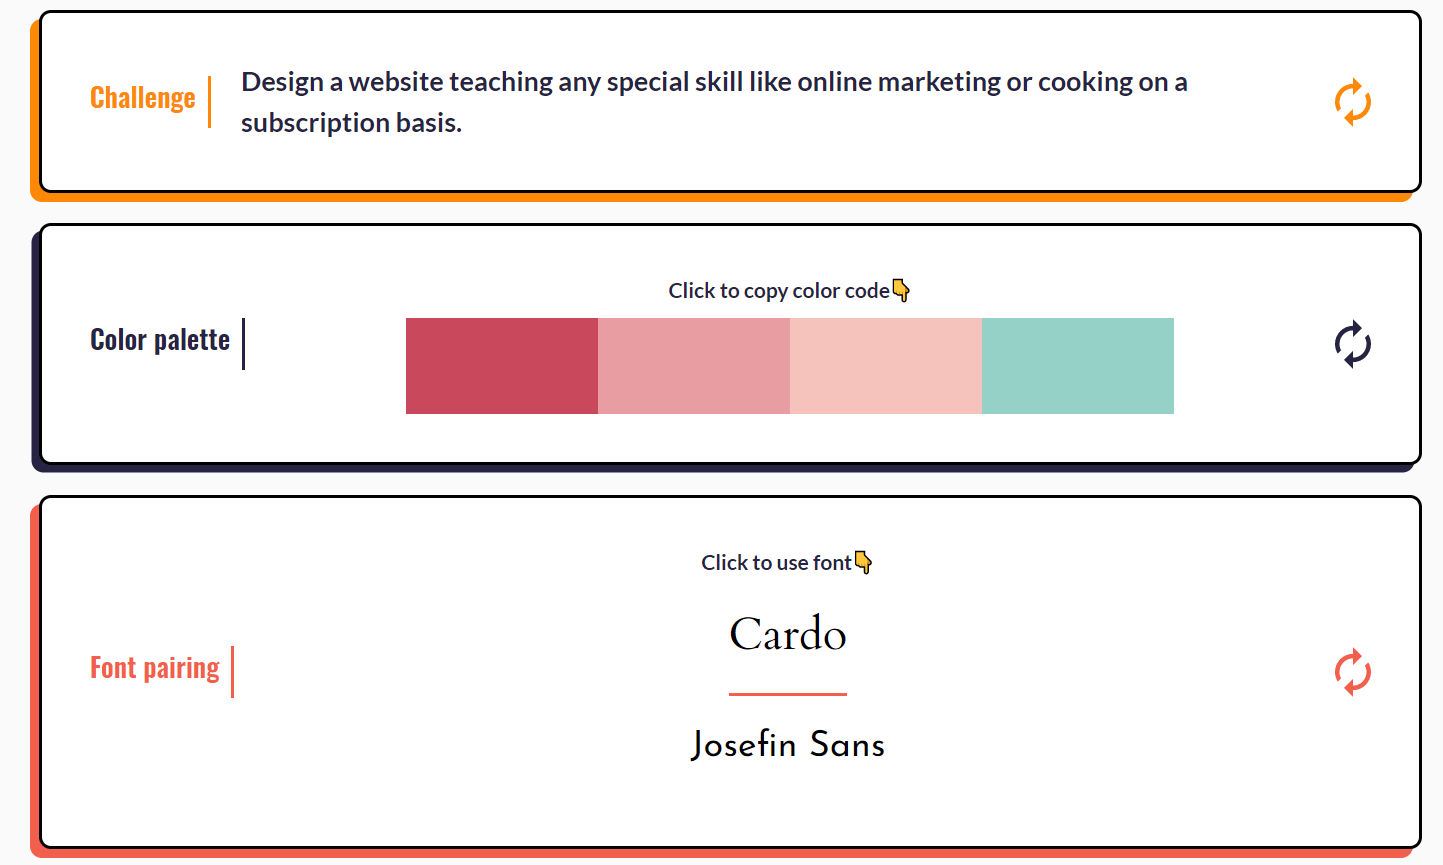 Challenge
Design a website teaching any special skill like online marketing or cooking on a
subscription basis.
Click to copy color code👇
Color palette
Click to use font👇
Cardo
Font pairing
Josefin Sans